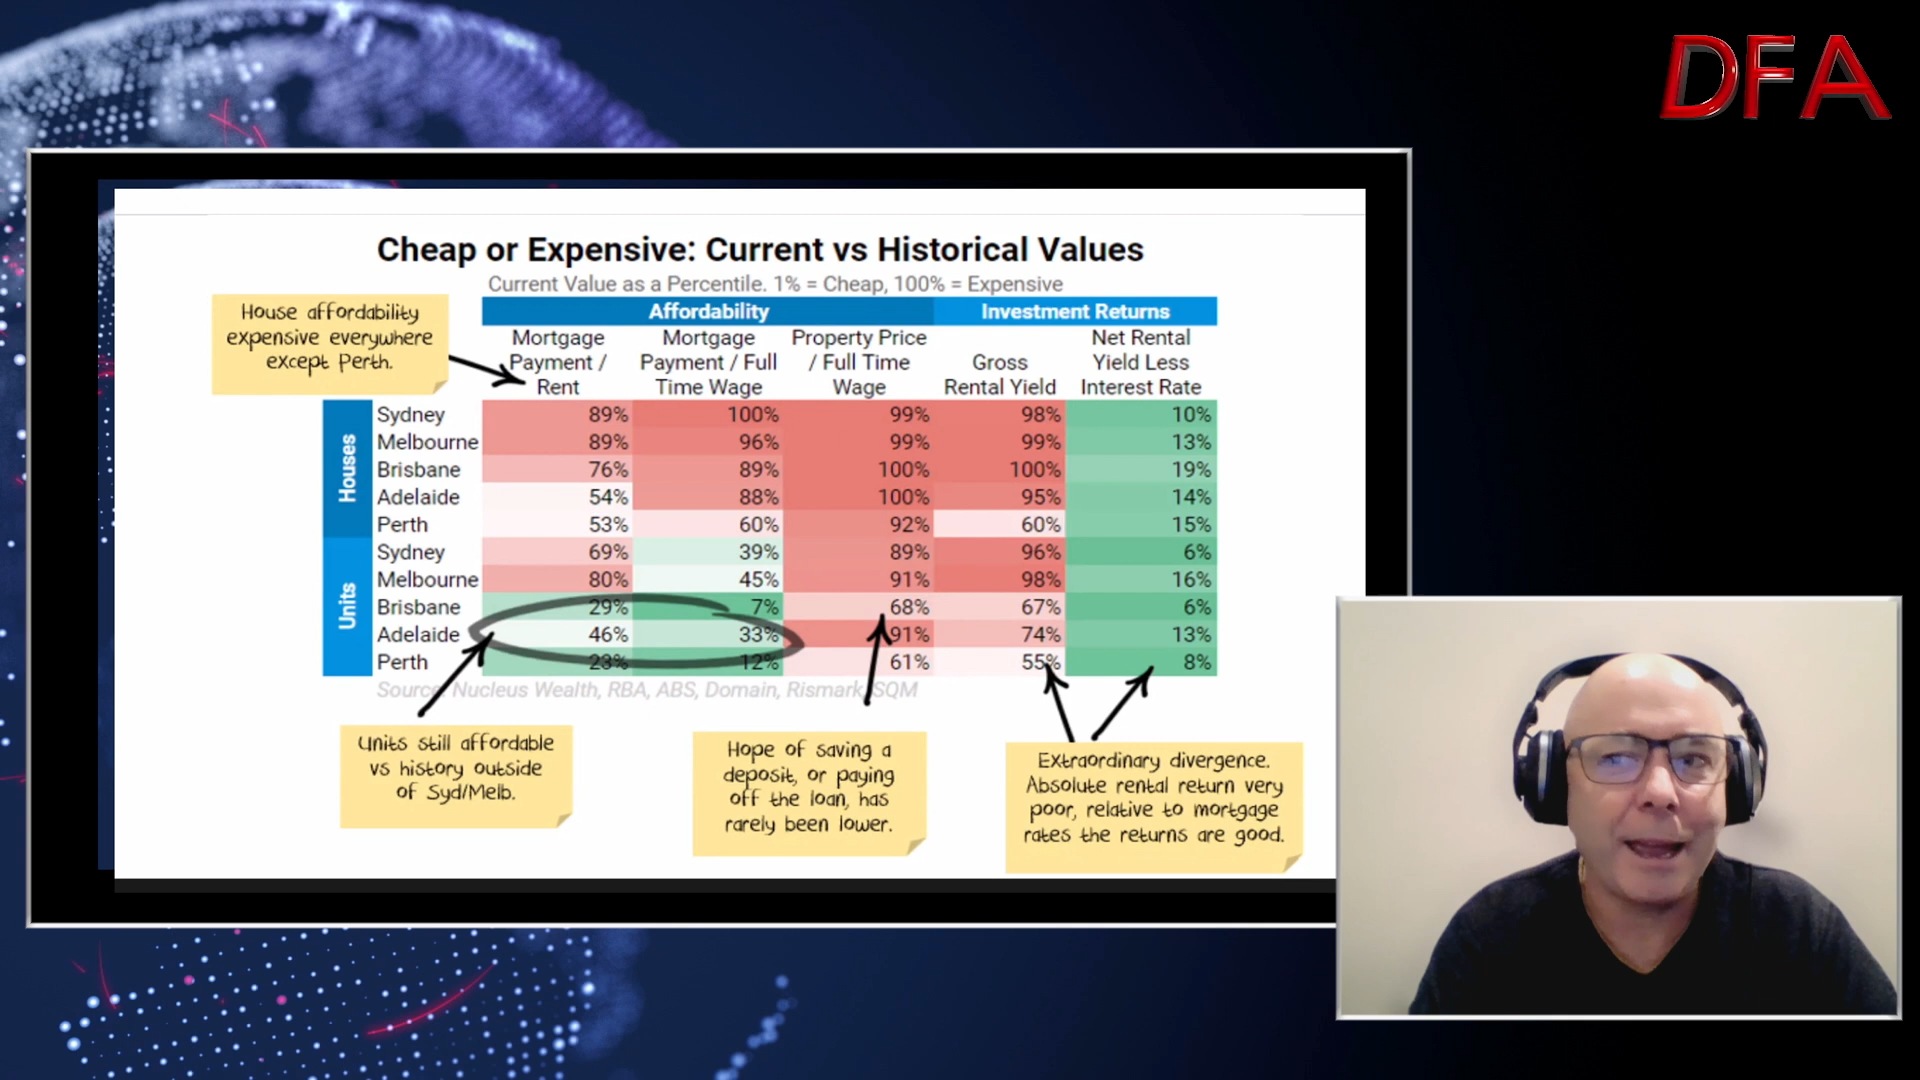 DFA
Cheap or Expensive: Current vs Historical Values
Current Value as a Percentile. 1% = Cheap, 100% = Expensive
House affordability
expensive everywhere
except Perth.
Affordability Investment Returns
Mortgage Payment / Rent
Mortgage Payment / Full Time Wage
Property Price / Full Time Wage
Gross Rental Yield
Net Rental Yield Less Interest Rate
Houses
Sydney 89% 100% 99% 98% 10%
Melbourne 89% 96% 99% 99% 13%
Brisbane 76% 89% 100% 100% 19%
Adelaide 54% 88% 100% 95% 14%
Perth 53% 60% 92% 60% 15%
Units
Sydney 69% 39% 89% 96% 6%
Melbourne 80% 45% 91% 98% 16%
Brisbane 29% 7% 68% 67% 6%
Adelaide 46% 33% 91% 74% 13%
Perth 23% 12% 61% 55% 8%
Source: Nucleus Wealth, RBA, ABS, Domain, Rismark, SQM
Units still affordable
vs history outside
of Syd/Melb.
Hope of saving a
deposit, or paying
off the loan, has
rarely been lower.
Extraordinary divergence.
Absolute rental return very
poor, relative to mortgage
rates the returns are good.